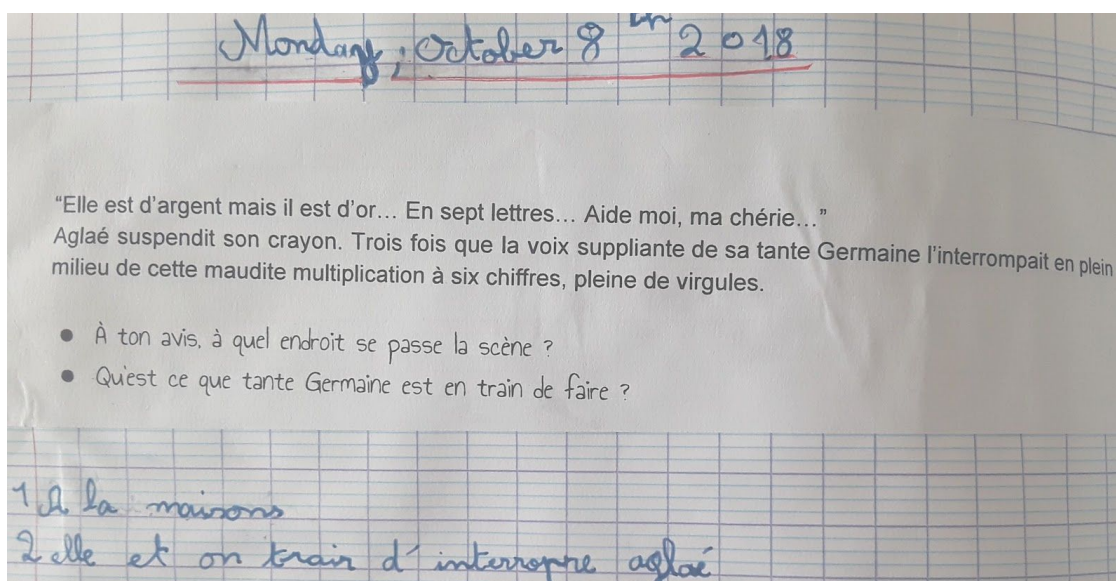 Monday, October 8 th 2018
“Elle est d’argent mais il est d’or... En sept lettres... Aide moi, ma chérie...”
Aglaé suspendit son crayon. Trois fois que la voix suppliante de sa tante Germaine l’interrompait en plein
milieu de cette maudite multiplication à six chiffres, pleine de virgules.
● À ton avis, à quel endroit se passe la scène ?
● Qu'est ce que tante Germaine est en train de faire ?
1 A la maisons
2 elle et on train d'interropre aglaé